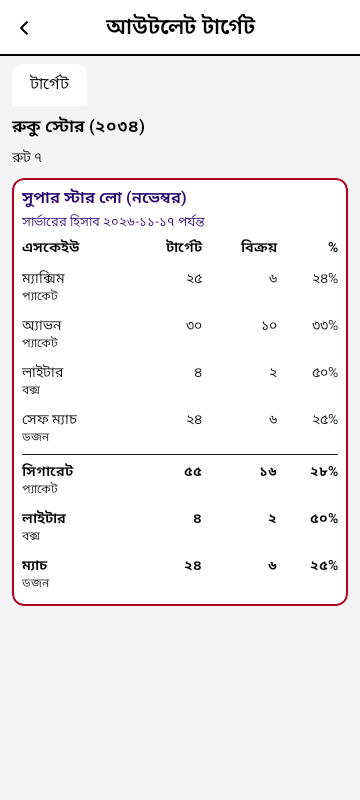 আউটলেট টার্গেট
টার্গেট
রুকু স্টোর (২০৩৪)
রুট ৭
সুপার স্টার লো (নভেম্বর)
সার্ভারের হিসাব ২০২৬-১১-১৭ পর্যন্ত
এসকেইউ টার্গেট বিক্রয় %
ম্যাক্সিম ২৫ ৬ ২৪%
প্যাকেট
অ্যাভন ৩০ ১০ ৩৩%
প্যাকেট
লাইটার ৪ ২ ৫০%
বক্স
সেফ ম্যাচ ২৪ ৬ ২৫%
ডজন
সিগারেট ৫৫ ১৬ ২৮%
প্যাকেট
লাইটার ৪ ২ ৫০%
বক্স
ম্যাচ ২৪ ৬ ২৫%
ডজন